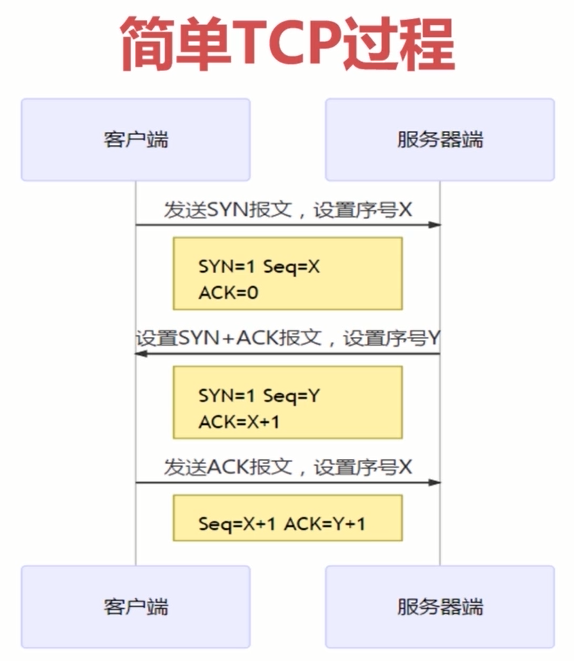 简单TCP过程
客户端
服务器端
发送SYN报文，设置序号X
SYN=1 Seq=X
ACK=0
设置SYN+ACK报文，设置序号Y
SYN=1 Seq=Y
ACK=X+1
发送ACK报文，设置序号X
Seq=X+1 ACK=Y+1
客户端
服务器端